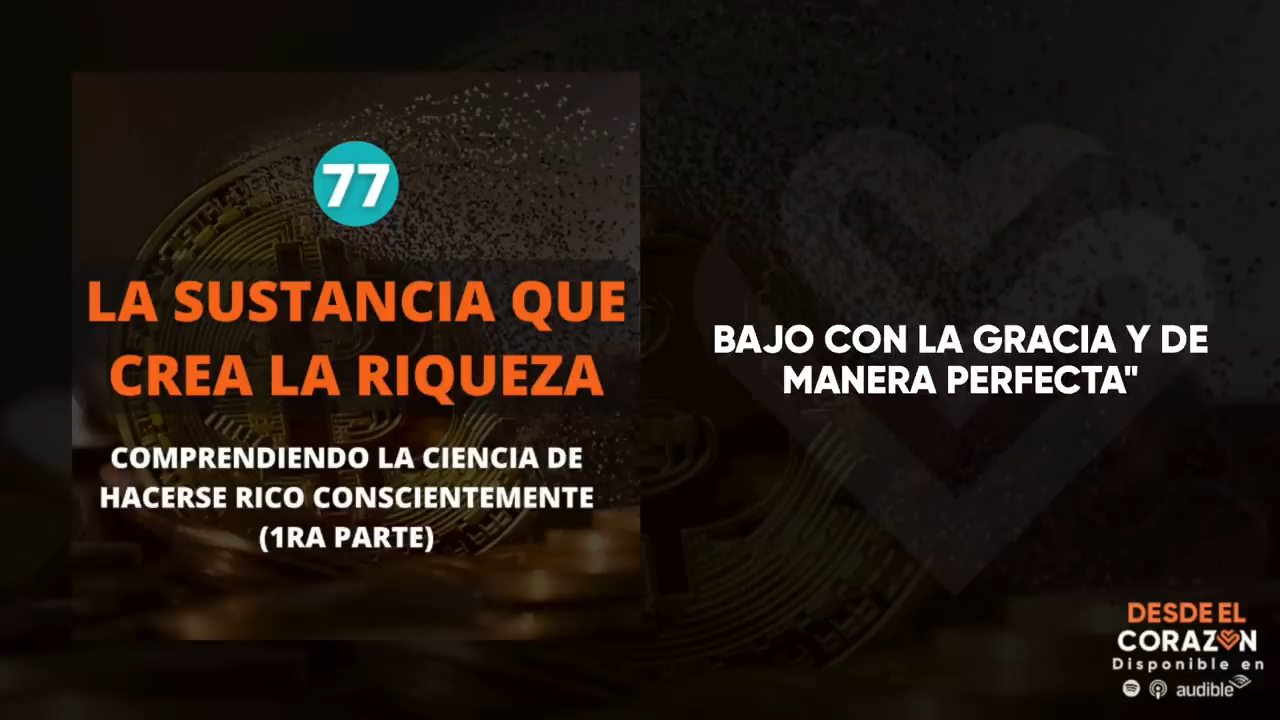 77
LA SUSTANCIA QUE
CREA LA RIQUEZA
COMPRENDIENDO LA CIENCIA DE
HACERSE RICO CONSCIENTEMENTE
(1RA PARTE)
BAJO CON LA GRACIA Y DE
MANERA PERFECTA"
DESDE EL
CORAZON
Disponible en
audible